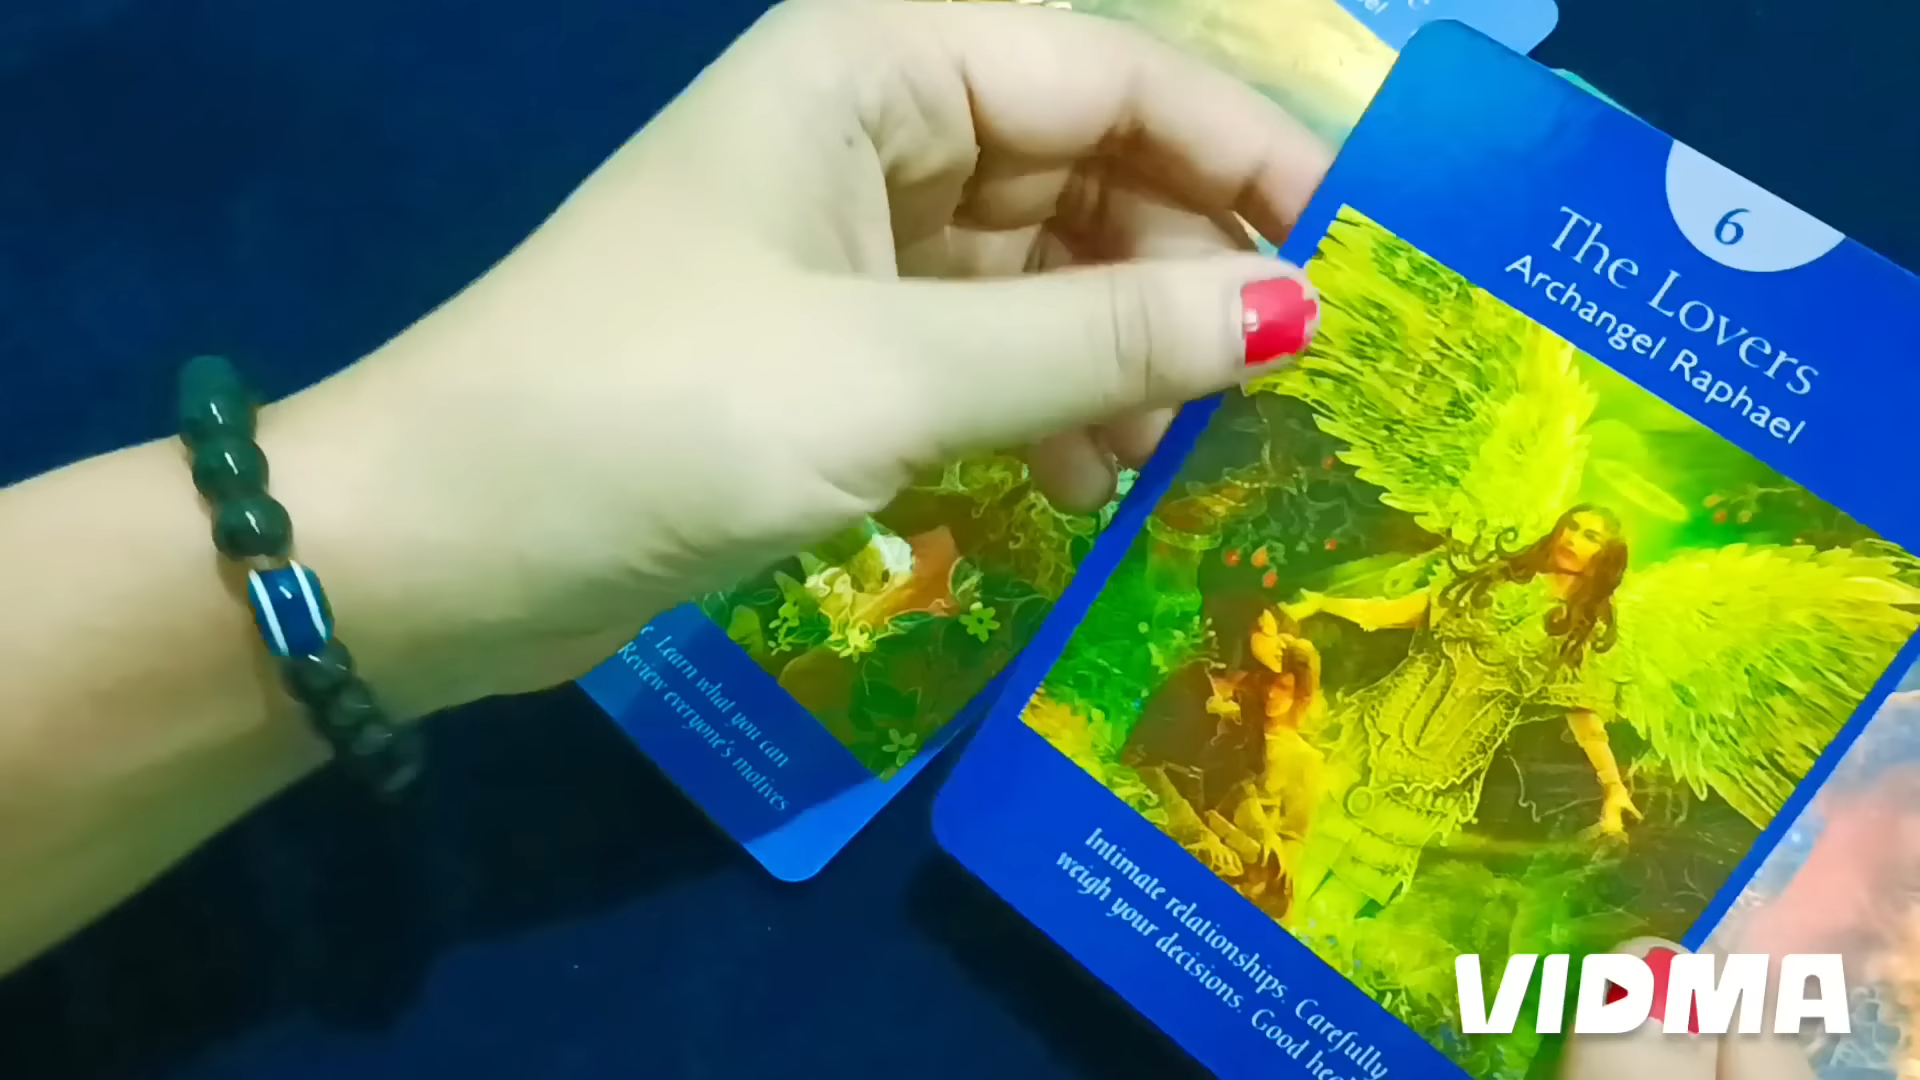 6
The Lovers
Archangel Raphael
Learn what you can
Review everyone's motives
Intimate relationships. Carefully
weigh your decisions. Good
VIDMA